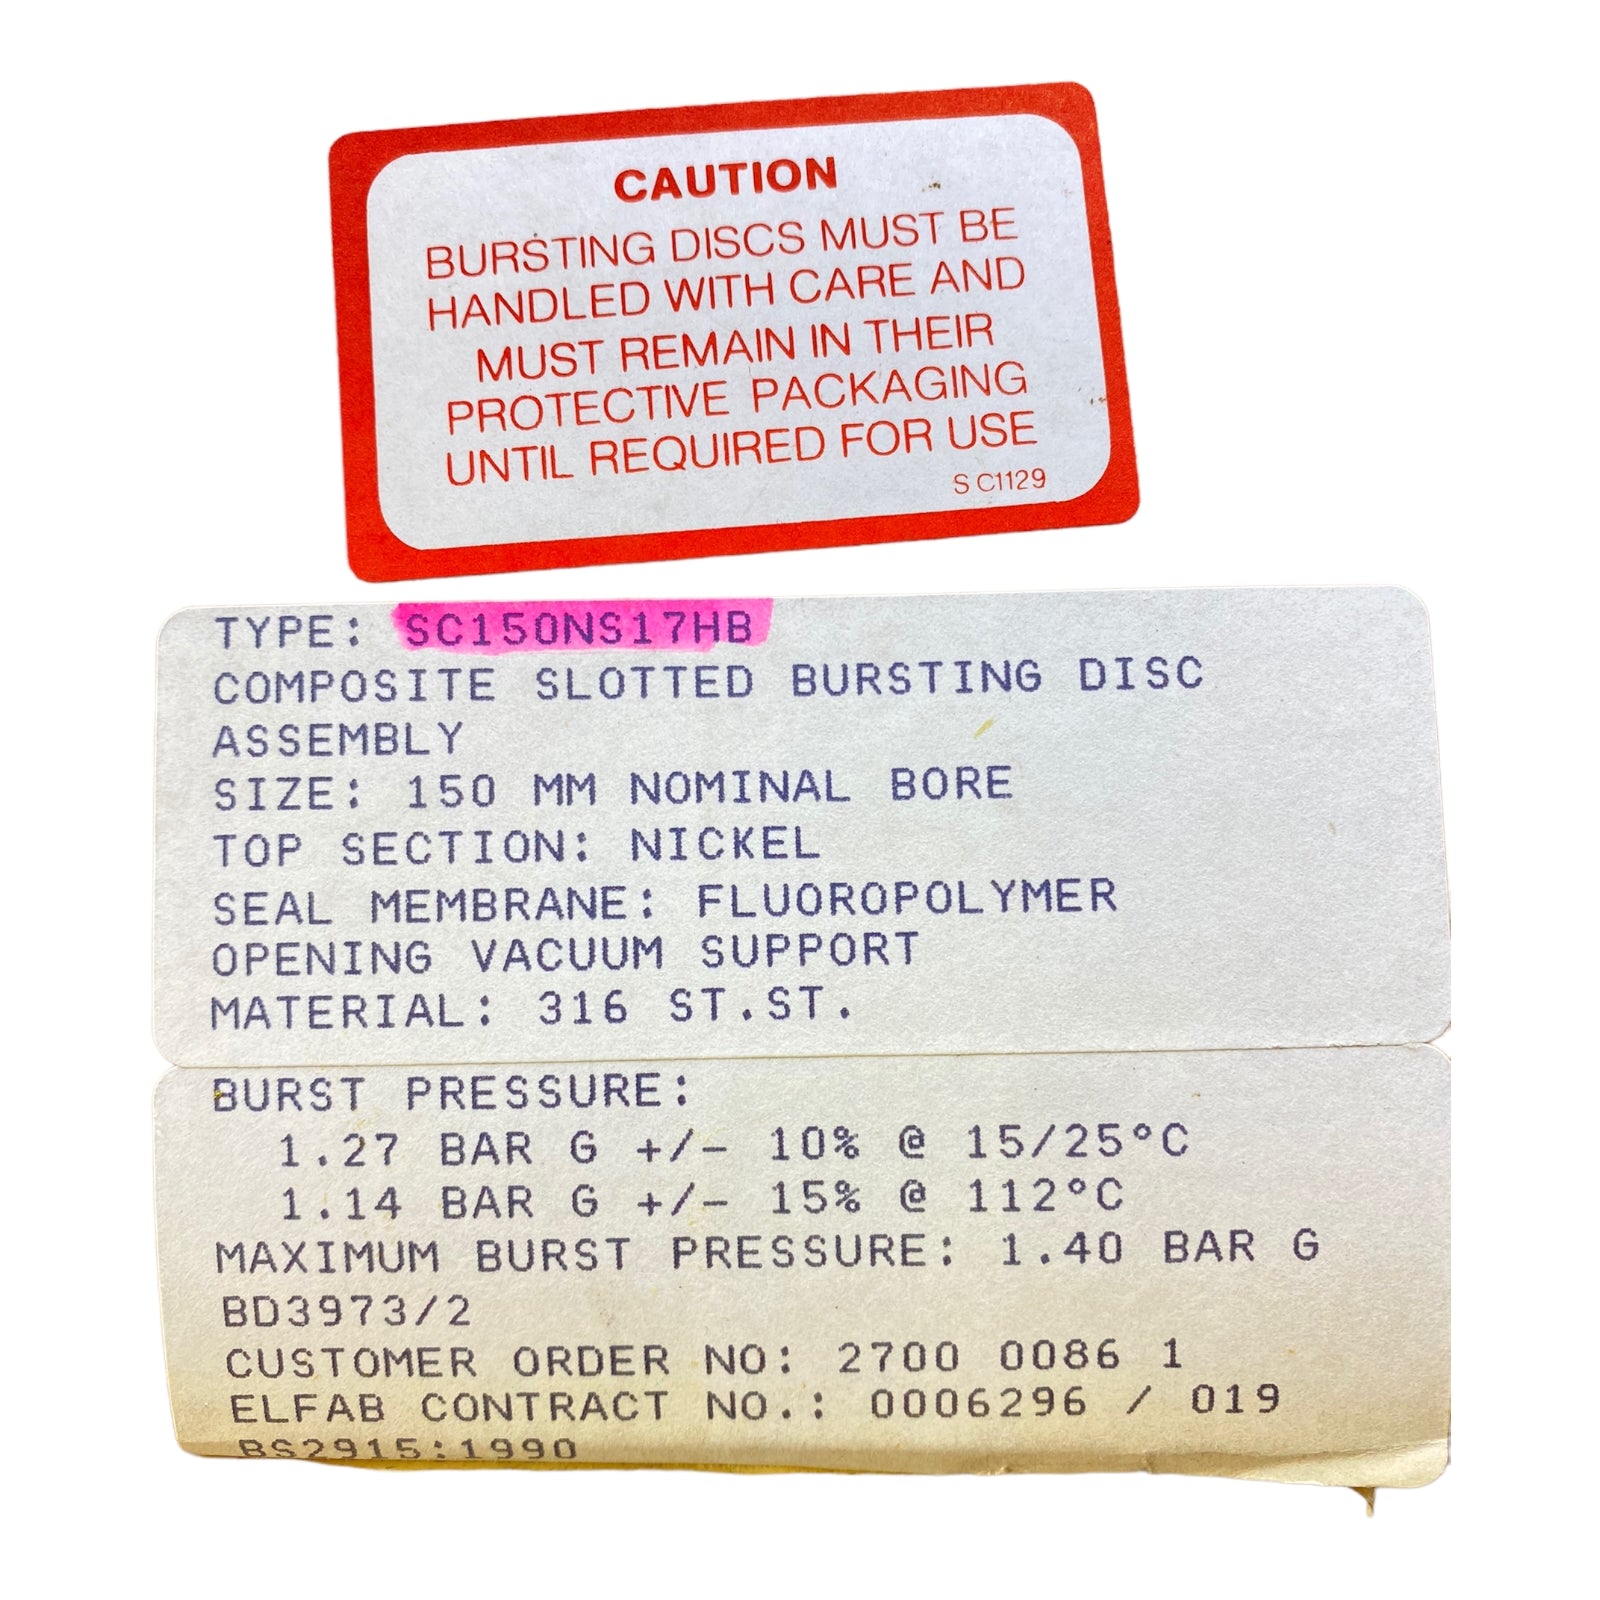 CAUTION
BURSTING DISCS MUST BE
HANDLED WITH CARE AND
MUST REMAIN IN THEIR
PROTECTIVE PACKAGING
UNTIL REQUIRED FOR USE
S C1129
TYPE: SC150NS17HB
COMPOSITE SLOTTED BURSTING DISC
ASSEMBLY
SIZE: 150 MM NOMINAL BORE
TOP SECTION: NICKEL
SEAL MEMBRANE: FLUOROPOLYMER
OPENING VACUUM SUPPORT
MATERIAL: 316 ST.ST.
BURST PRESSURE:
1.27 BAR G +/- 10% @ 15/25°C
1.14 BAR G +/- 15% @ 112°C
MAXIMUM BURST PRESSURE: 1.40 BAR G
BD3973/2
CUSTOMER ORDER NO: 2700 0086 1
ELFAB CONTRACT NO.: 0006296 / 019
BS2915:1990